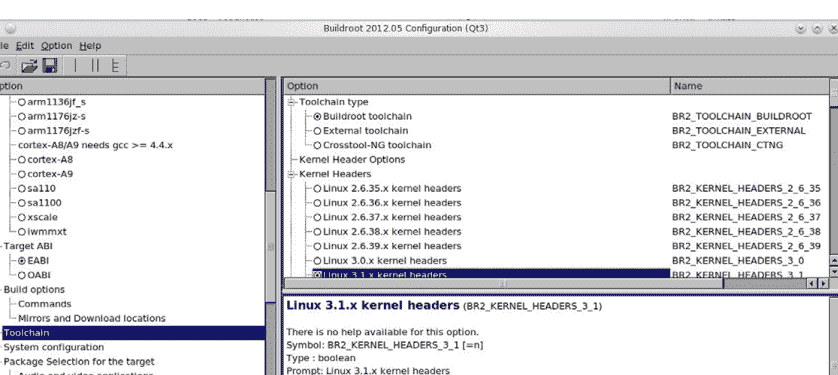 Buildroot 2012.05 Configuration (Qt3)
le Edit Option Help
ption
arm1136jf_s
arm1176jz-s
arm1176jzf-s
cortex-A8/A9 needs gcc >= 4.4.x
cortex-A8
cortex-A9
sa110
sa1100
xscale
iwmmxt
Target ABI
EABI
OABI
Build options
Commands
Mirrors and Download locations
Toolchain
System configuration
Package Selection for the target
Audio and video applications
Option Name
Toolchain type
Buildroot toolchain BR2_TOOLCHAIN_BUILDROOT
External toolchain BR2_TOOLCHAIN_EXTERNAL
Crosstool-NG toolchain BR2_TOOLCHAIN_CTNG
Kernel Header Options
Kernel Headers
Linux 2.6.35.x kernel headers BR2_KERNEL_HEADERS_2_6_35
Linux 2.6.36.x kernel headers BR2_KERNEL_HEADERS_2_6_36
Linux 2.6.37.x kernel headers BR2_KERNEL_HEADERS_2_6_37
Linux 2.6.38.x kernel headers BR2_KERNEL_HEADERS_2_6_38
Linux 2.6.39.x kernel headers BR2_KERNEL_HEADERS_2_6_39
Linux 3.0.x kernel headers BR2_KERNEL_HEADERS_3_0
Linux 3.1.x kernel headers BR2_KERNEL_HEADERS_3_1
Linux 3.1.x kernel headers (BR2_KERNEL_HEADERS_3_1)
There is no help available for this option.
Symbol: BR2_KERNEL_HEADERS_3_1 [=n]
Type : boolean
Prompt: Linux 3.1.x kernel headers